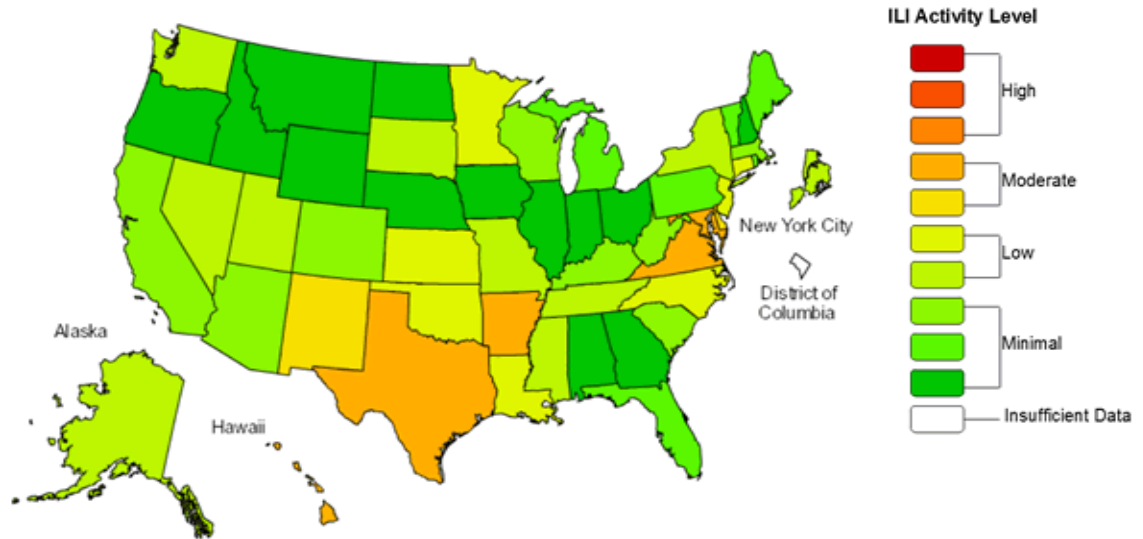 ILI Activity Level
High
Moderate
Low
Minimal
Insufficient Data
New York City
District of
Columbia
Alaska
Hawaii